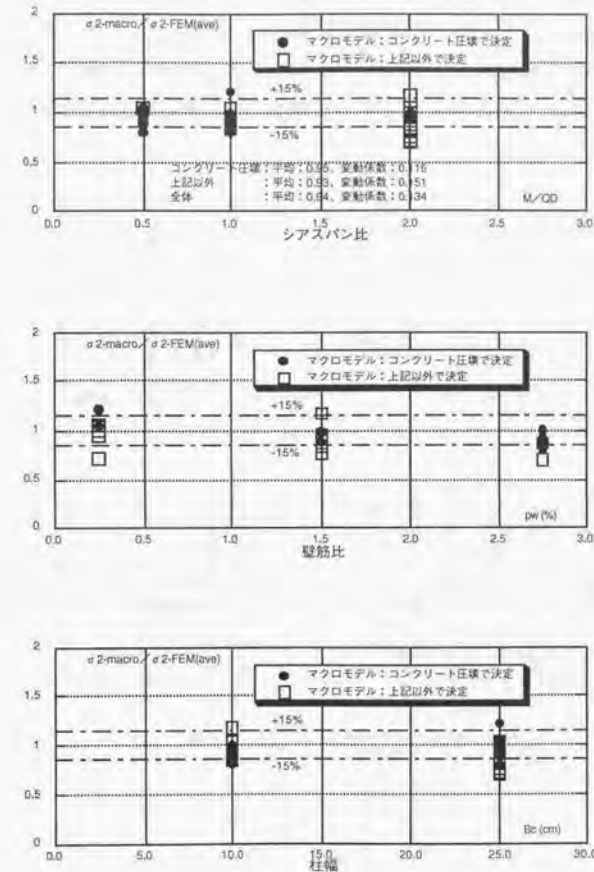 2
σ2-macro／σ2-FEM(ave)
● マクロモデル：コンクリート圧壊で決定
□ マクロモデル：上記以外で決定
1.5
+15%
1
-15%
0.5
コンクリート圧壊：平均：0.95、変動係数：0.116
上記以外：平均：0.93、変動係数：0.151
全体：平均：0.94、変動係数：0.134
M／QD
0
0.0 0.5 1.0 1.5 2.0 2.5 3.0
シアスパン比
2
σ2-macro／σ2-FEM(ave)
● マクロモデル：コンクリート圧壊で決定
□ マクロモデル：上記以外で決定
1.5
+15%
1
-15%
0.5
pw (%)
0
0.0 0.5 1.0 1.5 2.0 2.5 3.0
壁筋比
2
σ2-macro／σ2-FEM(ave)
● マクロモデル：コンクリート圧壊で決定
□ マクロモデル：上記以外で決定
1.5
+15%
1
-15%
0.5
Bc (cm)
0
0.0 5.0 10.0 15.0 20.0 25.0 30.0
柱幅